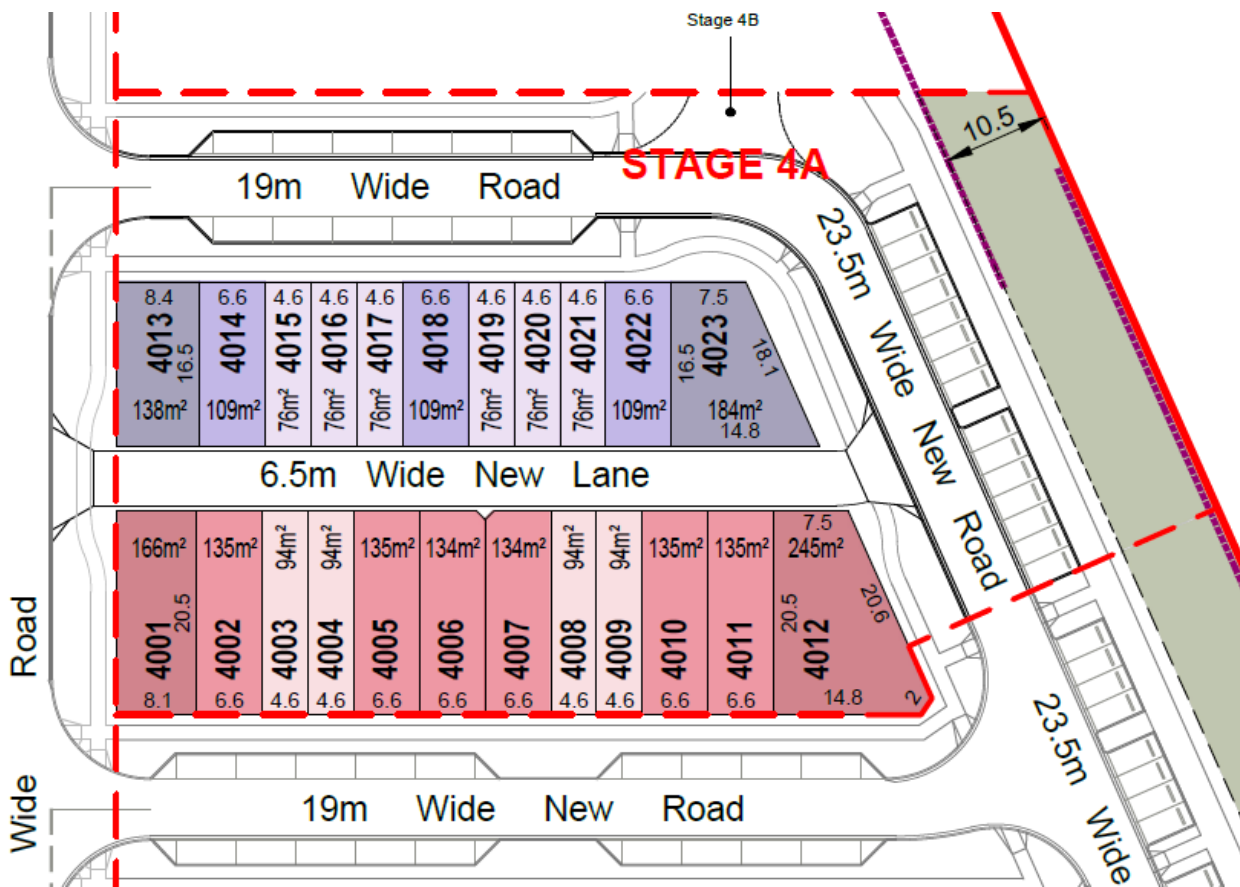 Stage 4B
10.5
STAGE 4A
19m Wide Road
23.5m Wide New Road
8.4 6.6 4.6 4.6 4.6 6.6 4.6 4.6 4.6 6.6 7.5
4013 4014 4015 4016 4017 4018 4019 4020 4021 4022 4023
16.5 16.5 18.1
138m² 109m² 76m² 76m² 76m² 109m² 76m² 76m² 76m² 109m² 184m²
14.8
6.5m Wide New Lane
7.5
166m² 135m² 94m² 94m² 135m² 134m² 134m² 94m² 94m² 135m² 135m² 245m²
20.5 20.5 20.6
4001 4002 4003 4004 4005 4006 4007 4008 4009 4010 4011 4012
8.1 6.6 4.6 4.6 6.6 6.6 6.6 4.6 4.6 6.6 6.6 14.8 2
Wide Road
19m Wide New Road
23.5m Wide